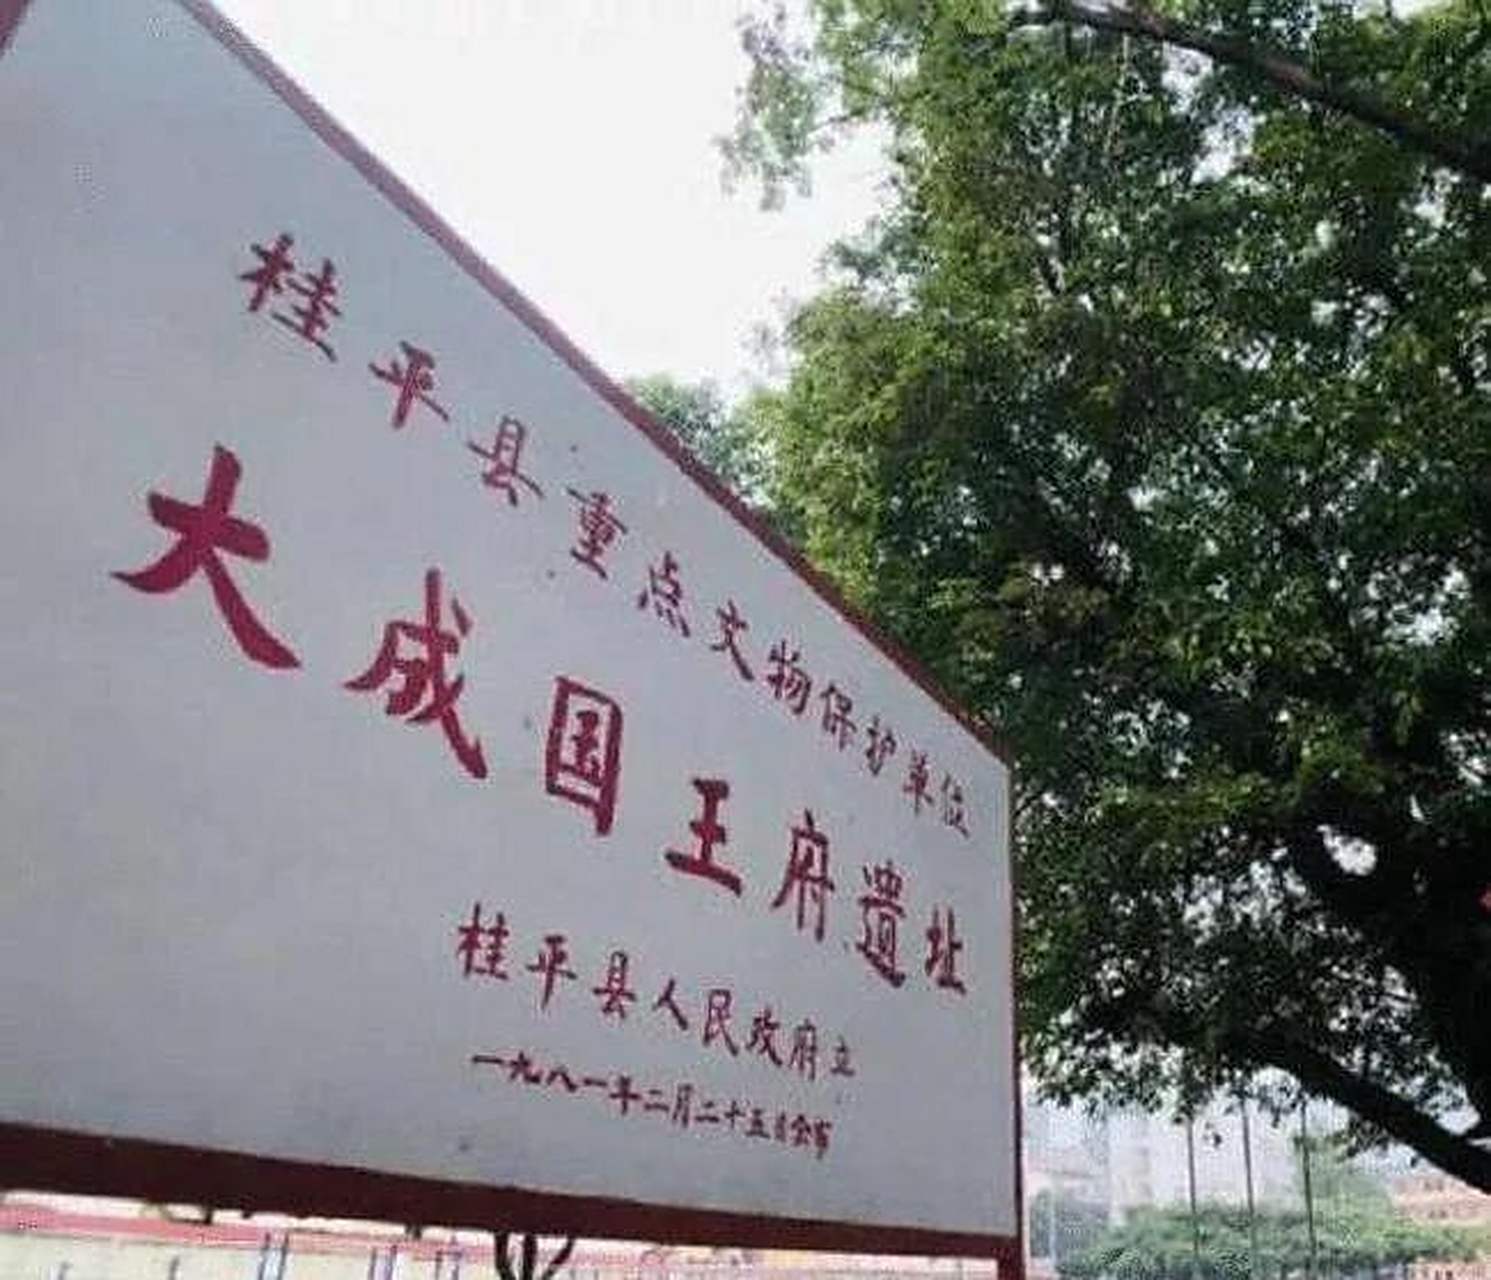 桂平县重点文物保护单位
大成国王府遗址
桂平县人民政府立
一九八一年二月二十五日公布